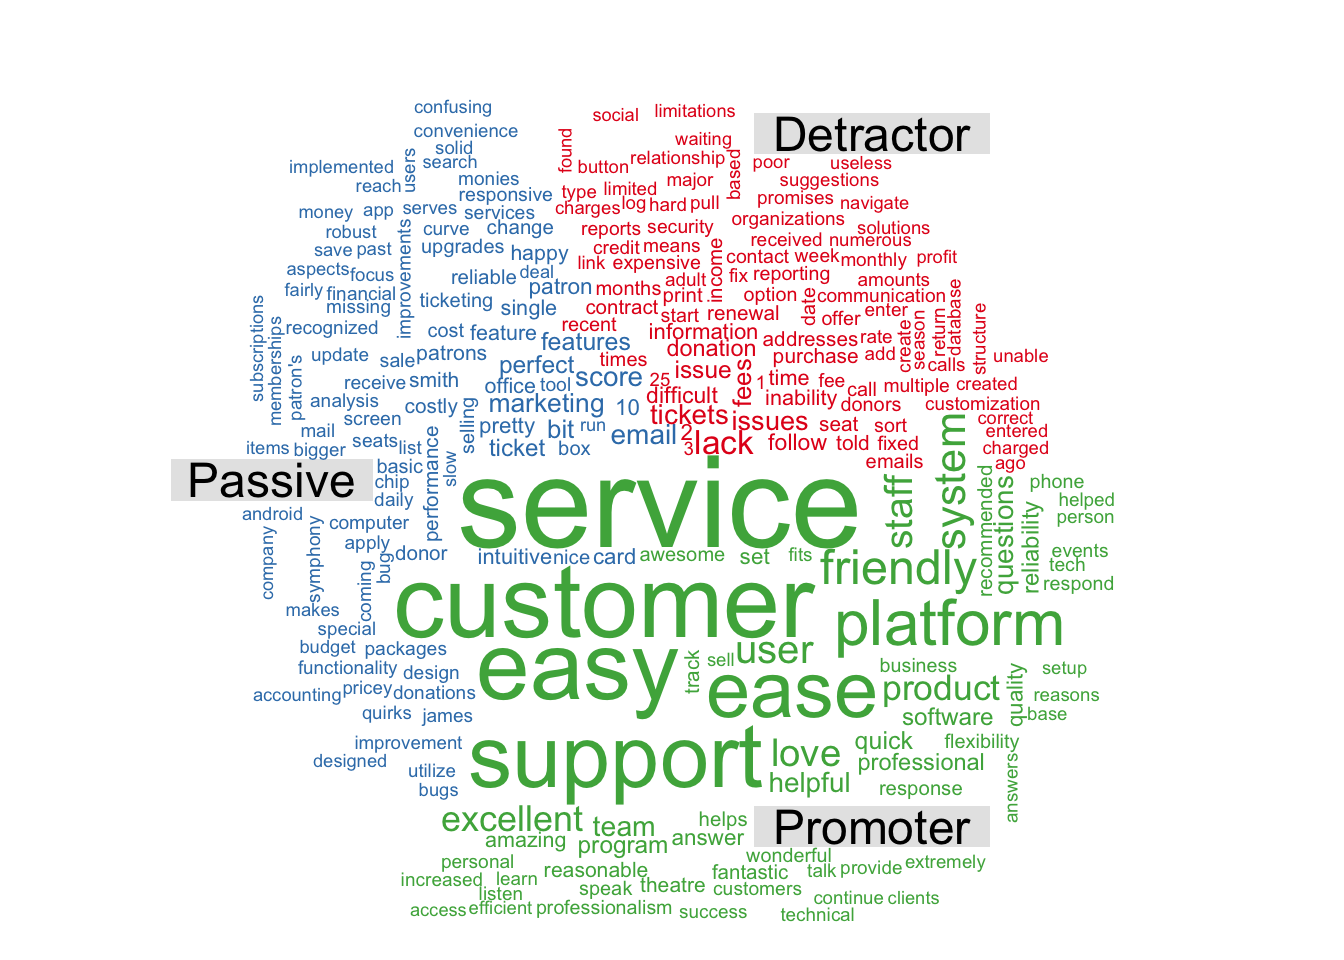 confusing
social
limitations
Detractor
convenience
solid
found
waiting
search
users
button
relationship
based
poor
useless
implemented
reach
monies
responsive
type
limited
major
suggestions
promises
navigate
money
app
serves
services
charges
log
hard
pull
organizations
robust
curve
change
reports
security
solutions
received
numerous
save
past
improvements
upgrades
happy
credit
means
income
contact
week
monthly
profit
link
expensive
aspects
focus
reliable
deal
adult
fix
reporting
amounts
fairly
financial
patron
months
print
option
date
communication
missing
ticketing
single
contract
start
renewal
offer
enter
database
subscriptions
memberships
recognized
cost
feature
recent
information
addresses
rate
create
season
return
structure
features
donation
patron's
update
sale
patrons
times
issue
purchase
add
calls
unable
perfect
receive
smith
office
tool
score
25
fees
1
time
fee
call
multiple
created
analysis
costly
marketing
10
difficult
inability
donors
customization
screen
selling
tickets
issues
seat
sort
correct
mail
pretty
bit
run
email
2
entered
seats
list
performance
lack
follow
told
fixed
system
items
bigger
ticket
box
3
charged
slow
emails
ago
Passive
basic
chip
service
staff
recommended
questions
reliability
phone
daily
helped
android
computer
person
company
symphony
apply
bug
donor
intuitive
nice
card
awesome
set
fits
friendly
events
tech
coming
customer
respond
makes
special
platform
budget
packages
user
functionality
design
easy
track
sell
business
quality
setup
accounting
pricey
donations
ease
product
reasons
quirks
james
software
base
improvement
support
love
quick
flexibility
designed
utilize
professional
answers
bugs
helpful
response
excellent
team
helps
Promoter
amazing
program
answer
personal
wonderful
increased
learn
reasonable
fantastic
talk
provide
extremely
listen
speak
theatre
customers
continue
clients
access
efficient
professionalism
success
technical